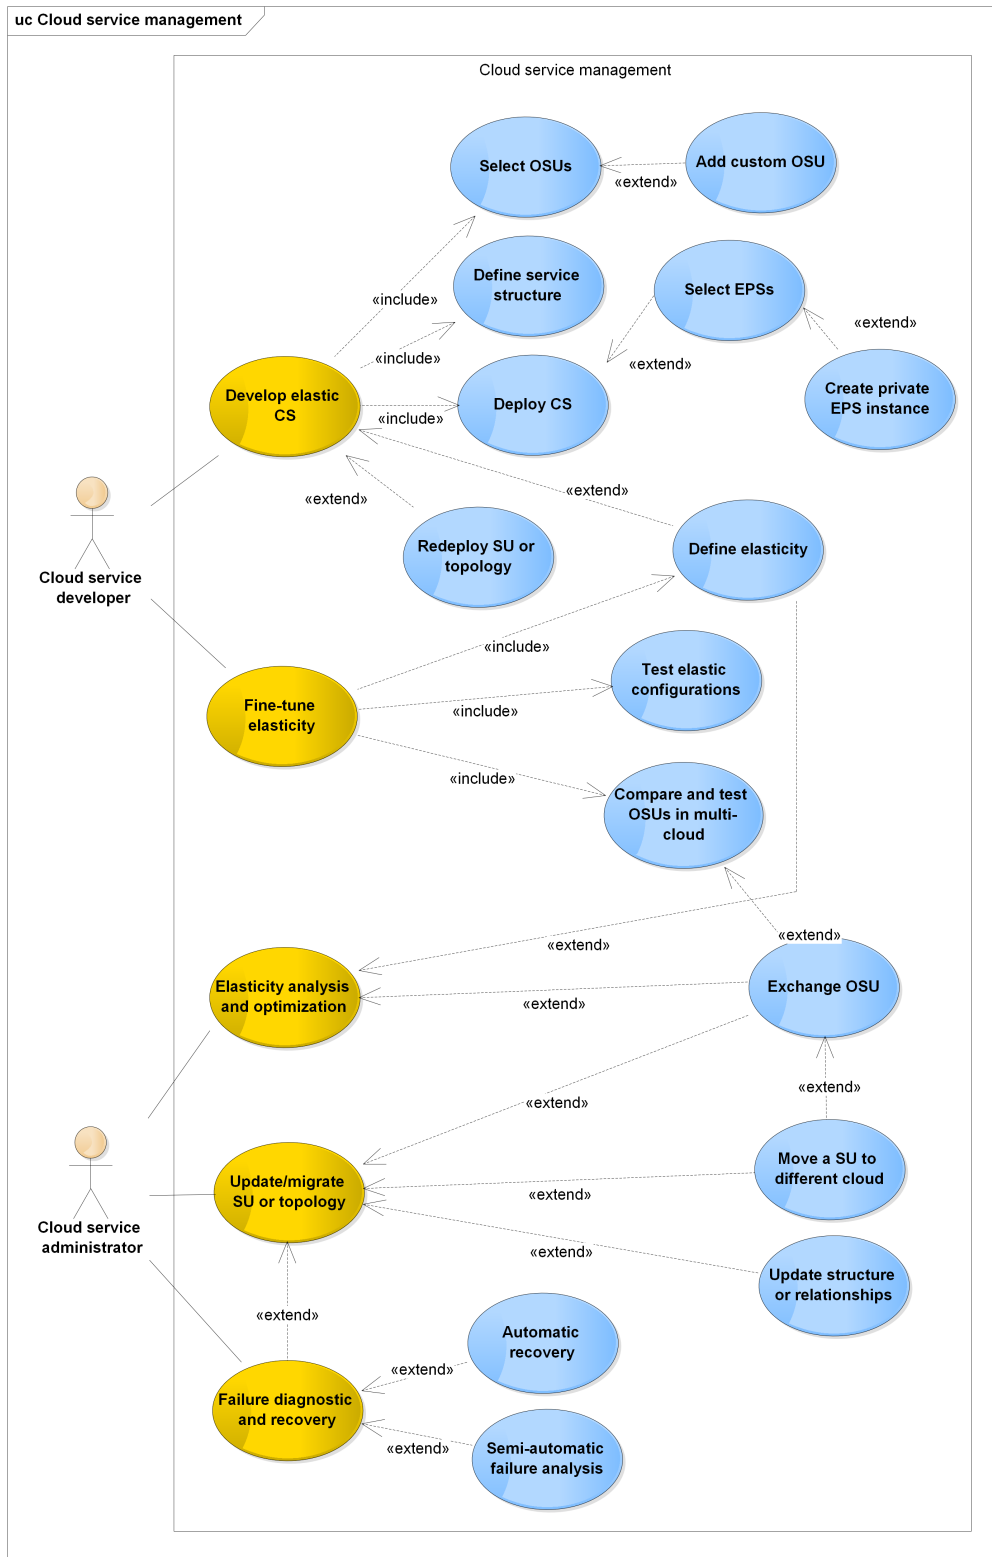 uc Cloud service management
Cloud service management
Select OSUs
Add custom OSU
«extend»
Define service
structure
Select EPSs
«include»
«extend»
«include»
«extend»
Develop elastic
CS
Deploy CS
Create private
EPS instance
«include»
«extend»
«extend»
Redeploy SU or
topology
Define elasticity
Cloud service
developer
«include»
Test elastic
configurations
Fine-tune
elasticity
«include»
«include»
Compare and test
OSUs in multi-
cloud
«extend»
«extend»
Elasticity analysis
and optimization
Exchange OSU
«extend»
«extend»
«extend»
Move a SU to
different cloud
Update/migrate
SU or topology
«extend»
Cloud service
administrator
«extend»
Update structure
or relationships
«extend»
Automatic
recovery
«extend»
Failure diagnostic
and recovery
«extend»
Semi-automatic
failure analysis